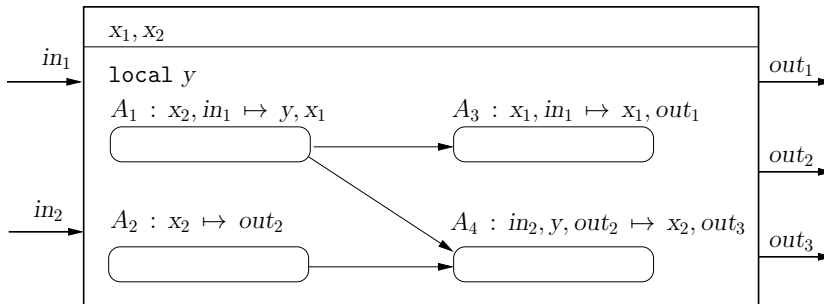 x₁, x₂
in₁
local y
out₁
A₁ : x₂, in₁ ↦ y, x₁
A₃ : x₁, in₁ ↦ x₁, out₁
out₂
in₂
A₂ : x₂ ↦ out₂
A₄ : in₂, y, out₂ ↦ x₂, out₃
out₃